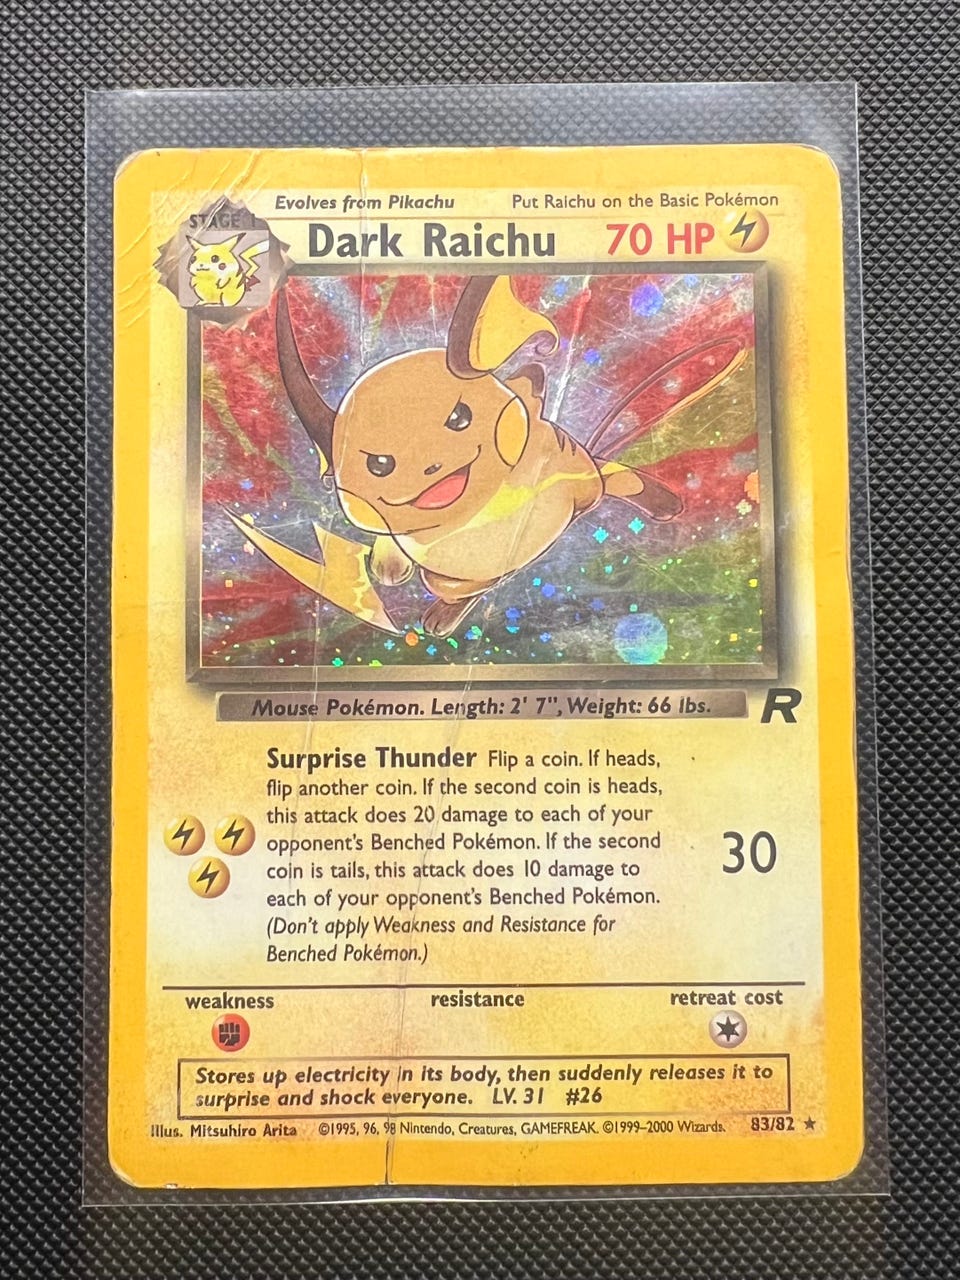 Evolves from Pikachu
Put Raichu on the Basic Pokémon
STAGE 1
Dark Raichu
70 HP
Mouse Pokémon. Length: 2' 7", Weight: 66 lbs.
R
Surprise Thunder Flip a coin. If heads,
flip another coin. If the second coin is heads,
this attack does 20 damage to each of your
opponent's Benched Pokémon. If the second
coin is tails, this attack does 10 damage to
each of your opponent's Benched Pokémon.
(Don't apply Weakness and Resistance for
Benched Pokémon.)
30
weakness
resistance
retreat cost
Stores up electricity in its body, then suddenly releases it to
surprise and shock everyone. LV. 31 #26
Illus. Mitsuhiro Arita ©1995, 96, 98 Nintendo, Creatures, GAMEFREAK. ©1999–2000 Wizards. 83/82 ★